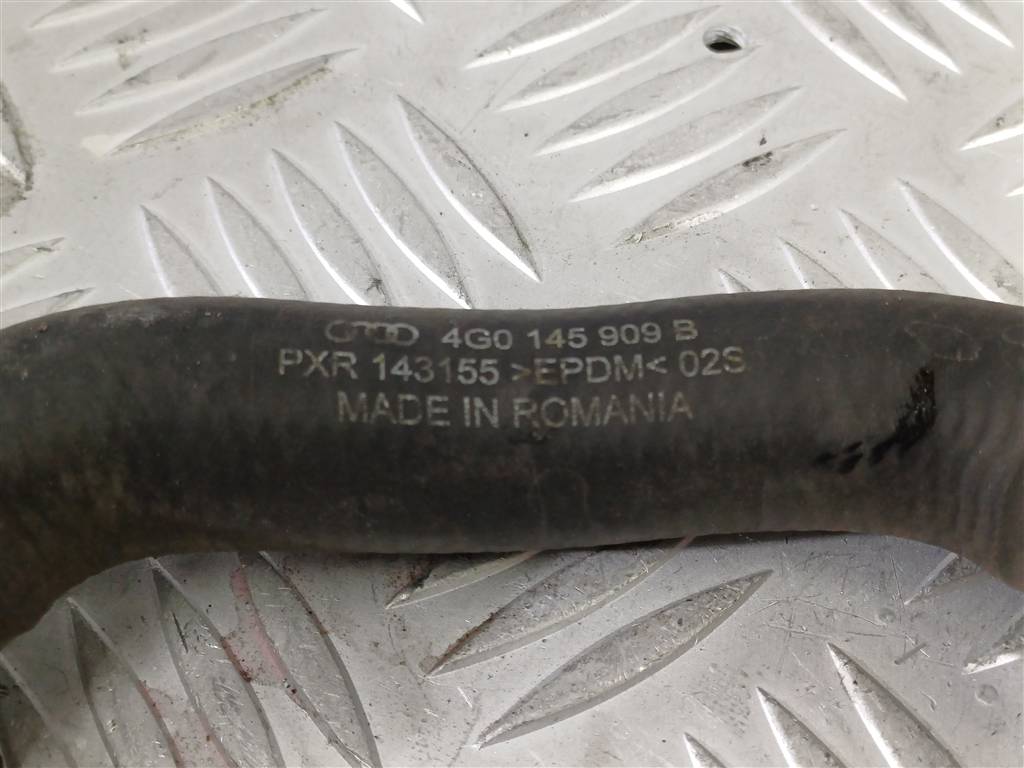 4G0 145 909 B
PXR 143155 >EPDM< 02S
MADE IN ROMANIA